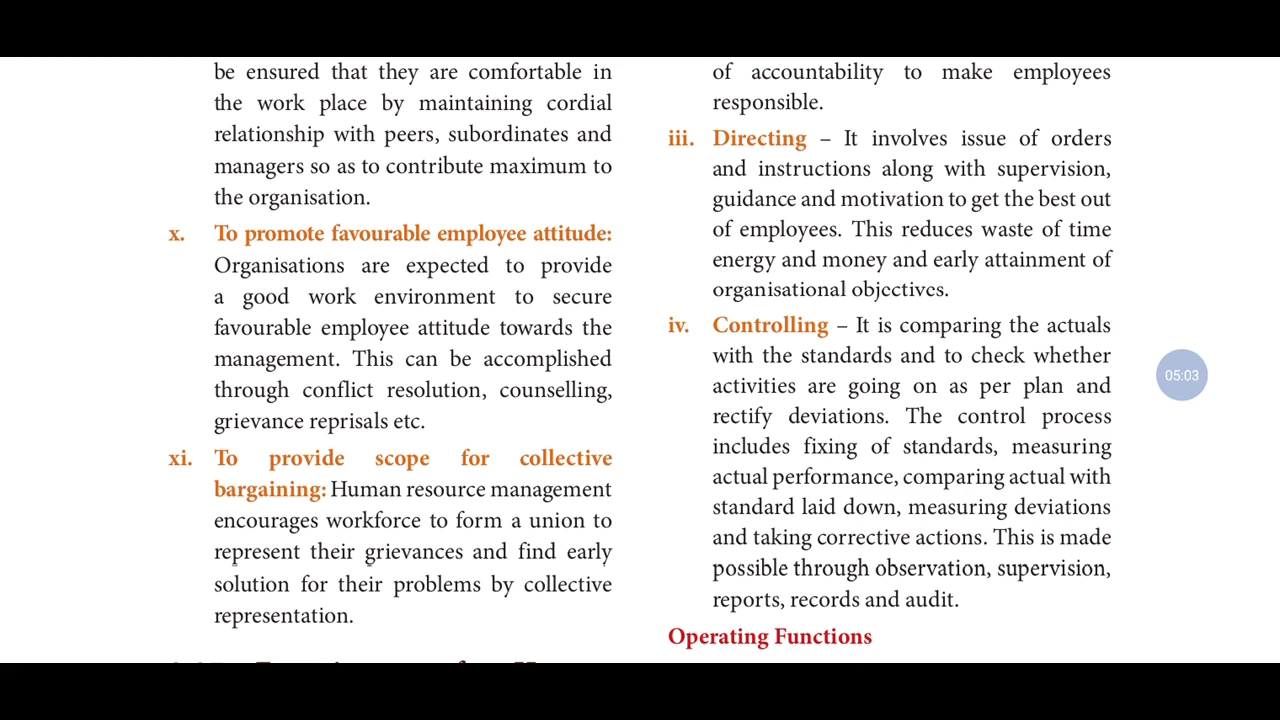 be ensured that they are comfortable in
the work place by maintaining cordial
relationship with peers, subordinates and
managers so as to contribute maximum to
the organisation.
x. To promote favourable employee attitude:
Organisations are expected to provide
a good work environment to secure
favourable employee attitude towards the
management. This can be accomplished
through conflict resolution, counselling,
grievance reprisals etc.
xi. To provide scope for collective
bargaining: Human resource management
encourages workforce to form a union to
represent their grievances and find early
solution for their problems by collective
representation.
of accountability to make employees
responsible.
iii. Directing – It involves issue of orders
and instructions along with supervision,
guidance and motivation to get the best out
of employees. This reduces waste of time
energy and money and early attainment of
organisational objectives.
iv. Controlling – It is comparing the actuals
with the standards and to check whether
activities are going on as per plan and
rectify deviations. The control process
includes fixing of standards, measuring
actual performance, comparing actual with
standard laid down, measuring deviations
and taking corrective actions. This is made
possible through observation, supervision,
reports, records and audit.
Operating Functions
05:03